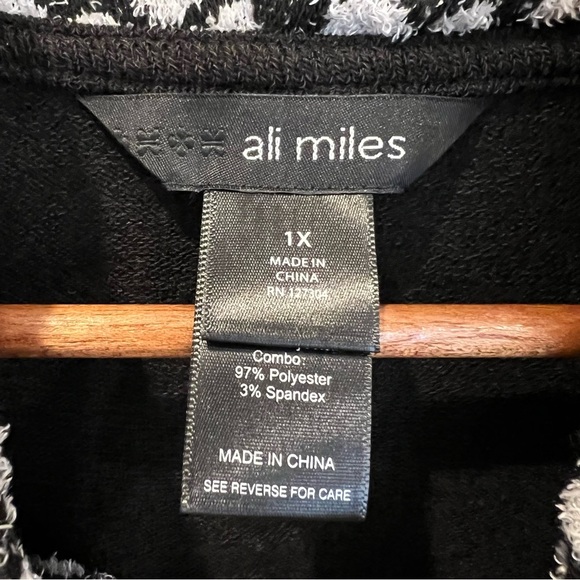 ali miles
1X
MADE IN
CHINA
RN 127304
Combo:
97% Polyester
3% Spandex
MADE IN CHINA
SEE REVERSE FOR CARE